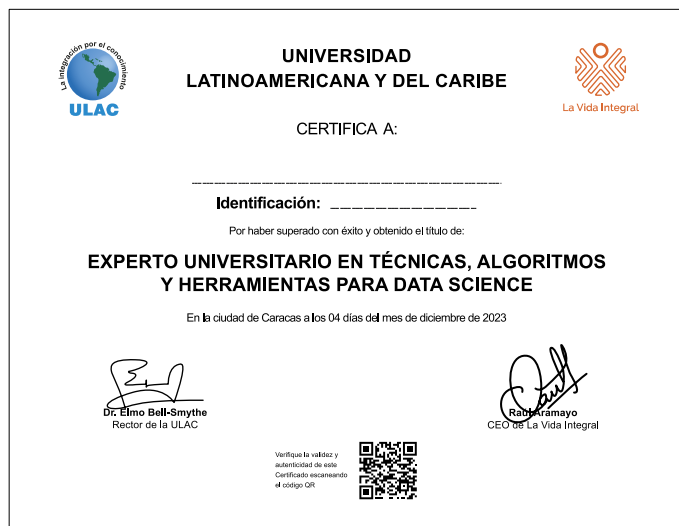 La integración por el conocimiento
ULAC
UNIVERSIDAD
LATINOAMERICANA Y DEL CARIBE
La Vida Integral
CERTIFICA A:
Identificación:
Por haber superado con éxito y obtenido el título de:
EXPERTO UNIVERSITARIO EN TÉCNICAS, ALGORITMOS
Y HERRAMIENTAS PARA DATA SCIENCE
En la ciudad de Caracas a los 04 días del mes de diciembre de 2023
Dr. Elmo Bell-Smythe
Rector de la ULAC
Raúl Aramayo
CEO de La Vida Integral
Verifique la validez y
autenticidad de este
Certificado escaneando
el código QR